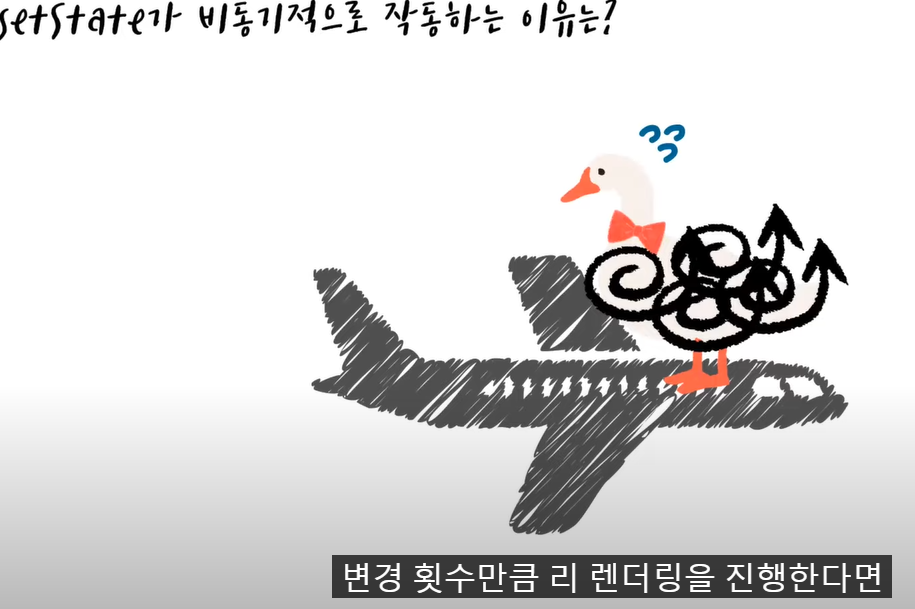 setState가 비동기적으로 작동하는 이유는?
꼬
변경 횟수만큼 리 렌더링을 진행한다면